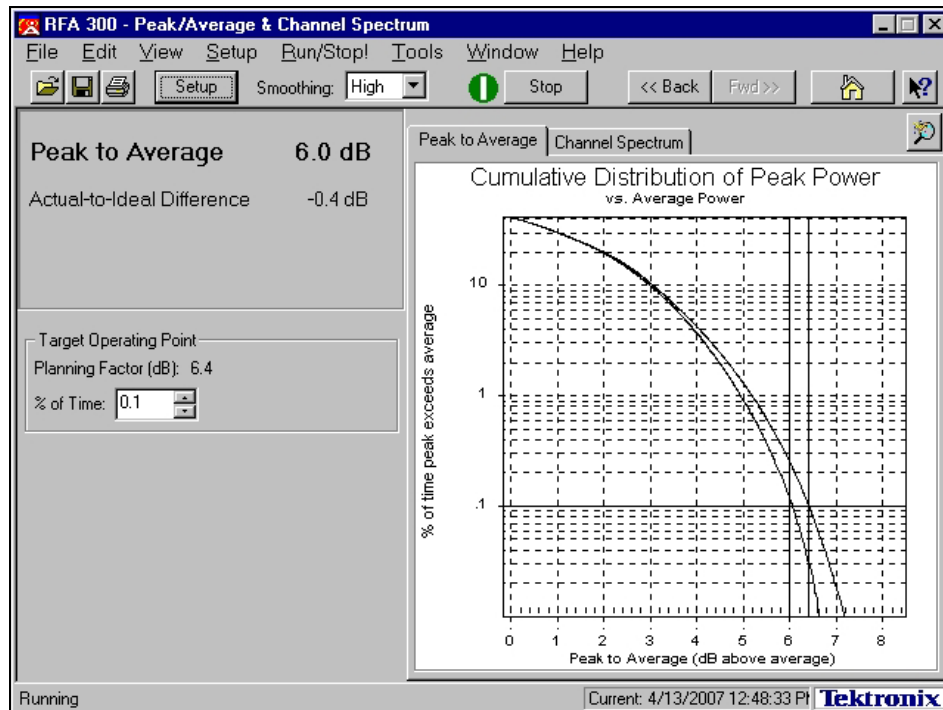 RFA 300 - Peak/Average & Channel Spectrum
File Edit View Setup Run/Stop! Tools Window Help
Setup Smoothing: High Stop << Back Fwd >>
Peak to Average 6.0 dB
Actual-to-Ideal Difference -0.4 dB
Target Operating Point
Planning Factor (dB): 6.4
% of Time: 0.1
Peak to Average Channel Spectrum
Cumulative Distribution of Peak Power
vs. Average Power
% of time peak exceeds average
10
1
.1
0 1 2 3 4 5 6 7 8
Peak to Average (dB above average)
Running Current: 4/13/2007 12:48:33 Tektronix